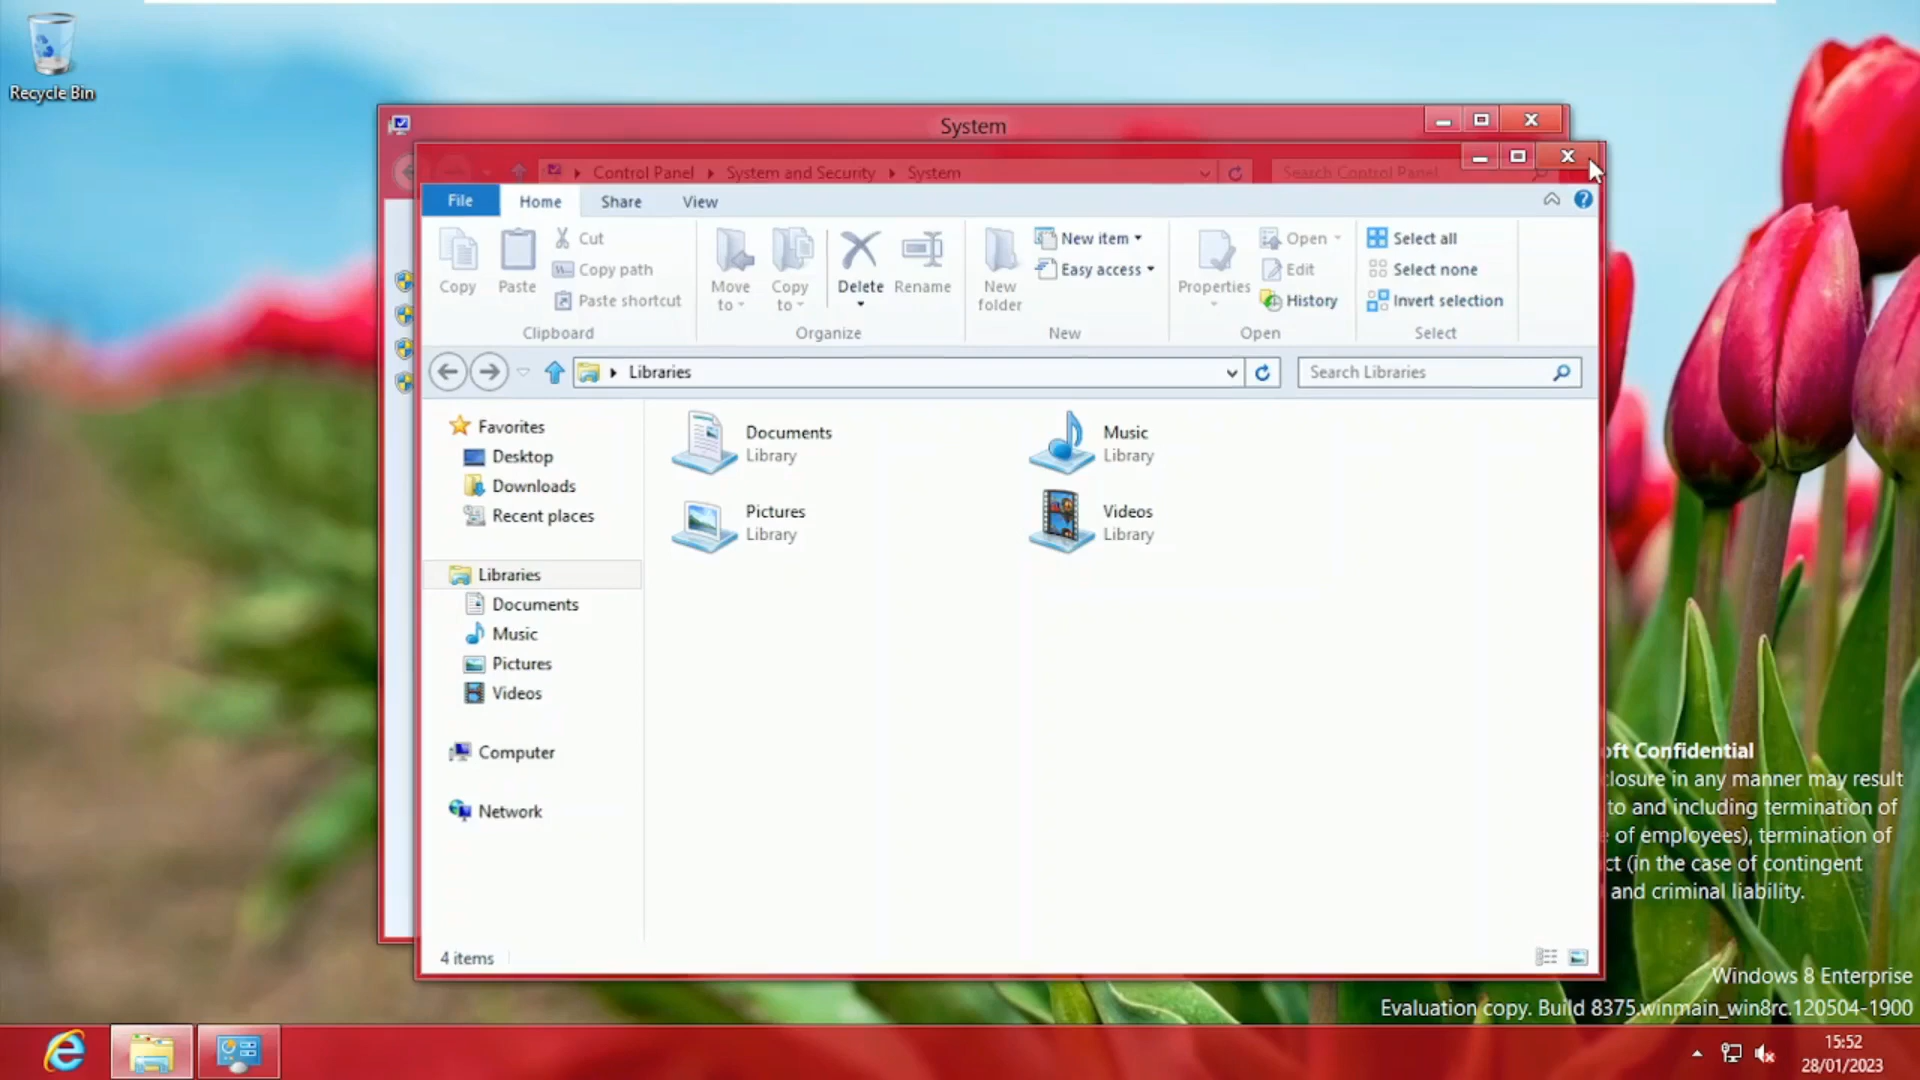 Recycle Bin
System
Control Panel System and Security System
Search Control Panel
File Home Share View
Copy
Paste
Cut
Copy path
Paste shortcut
Clipboard
Move to
Copy to
Delete
Rename
Organize
New folder
New item
Easy access
New
Properties
Open
Edit
History
Open
Select all
Select none
Invert selection
Select
Libraries
Search Libraries
Favorites
Desktop
Downloads
Recent places
Libraries
Documents
Music
Pictures
Videos
Computer
Network
Documents
Library
Music
Library
Pictures
Library
Videos
Library
4 items
oft Confidential
closure in any manner may result
to and including termination of
e of employees), termination of
ct (in the case of contingent
and criminal liability.
Windows 8 Enterprise
Evaluation copy. Build 8375.winmain_win8rc.120504-1900
15:52
28/01/2023